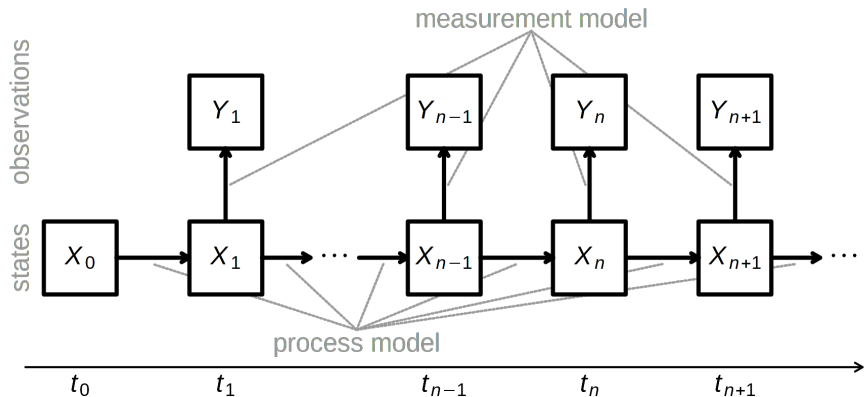 measurement model
observations
Y₁ Yₙ₋₁ Yₙ Yₙ₊₁
states
X₀ X₁ ⋯ Xₙ₋₁ Xₙ Xₙ₊₁ ⋯
process model
t₀ t₁ tₙ₋₁ tₙ tₙ₊₁